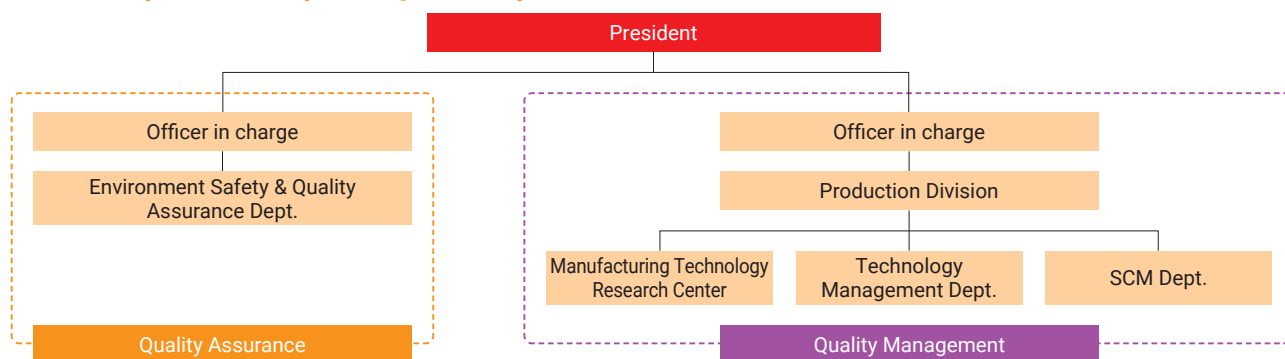 President
Officer in charge
Officer in charge
Environment Safety & Quality
Assurance Dept.
Production Division
Manufacturing Technology
Research Center
Technology
Management Dept.
SCM Dept.
Quality Assurance
Quality Management